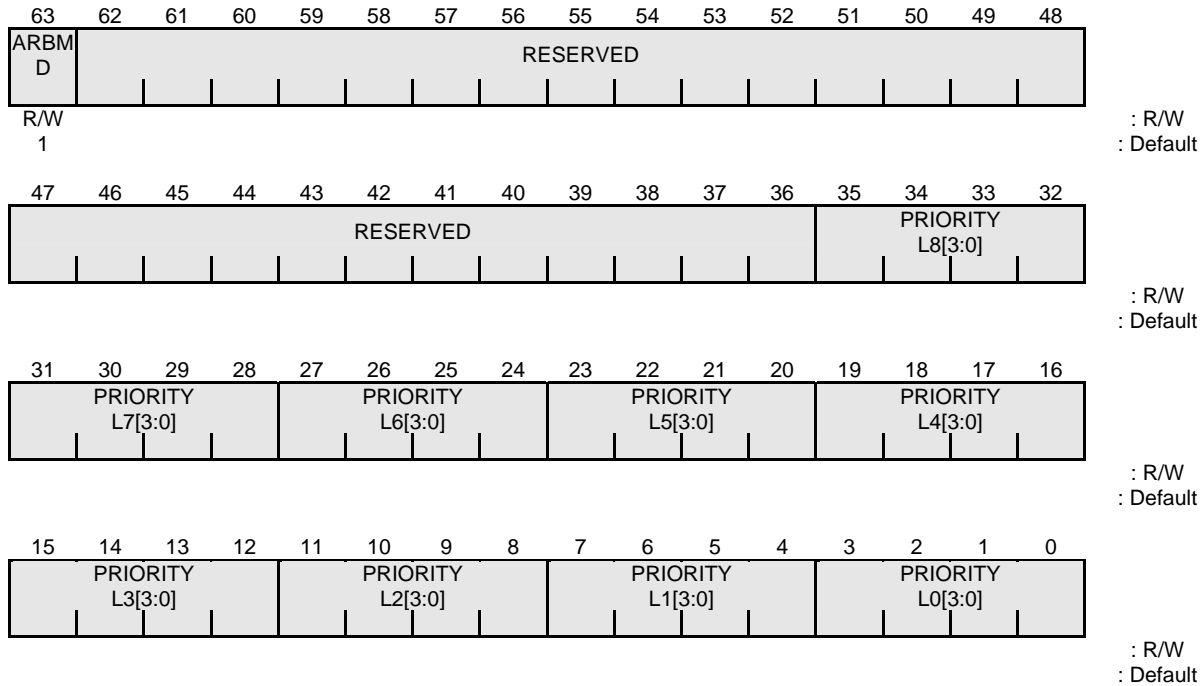 63 62 61 60 59 58 57 56 55 54 53 52 51 50 49 48
ARBM
D
RESERVED
R/W : R/W
1 : Default
47 46 45 44 43 42 41 40 39 38 37 36 35 34 33 32
RESERVED
PRIORITY
L8[3:0]
: R/W
: Default
31 30 29 28 27 26 25 24 23 22 21 20 19 18 17 16
PRIORITY PRIORITY PRIORITY PRIORITY
L7[3:0] L6[3:0] L5[3:0] L4[3:0]
: R/W
: Default
15 14 13 12 11 10 9 8 7 6 5 4 3 2 1 0
PRIORITY PRIORITY PRIORITY PRIORITY
L3[3:0] L2[3:0] L1[3:0] L0[3:0]
: R/W
: Default